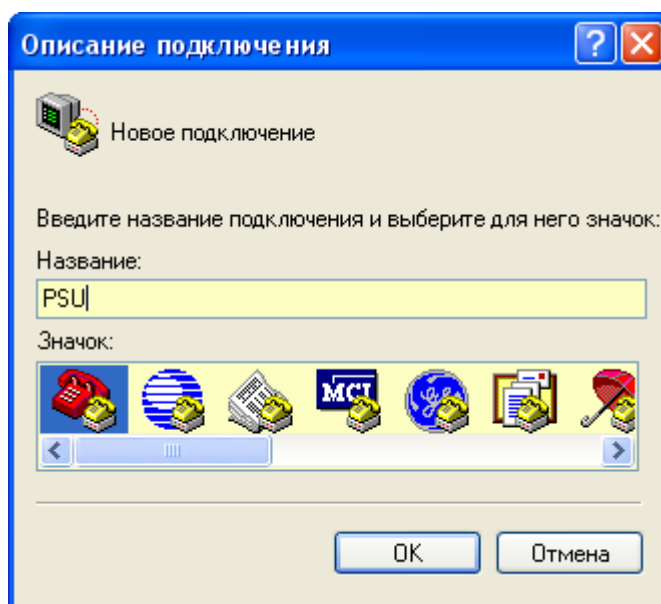 Описание подключения
Новое подключение
Введите название подключения и выберите для него значок:
Название:
PSU
Значок:
MCI
OK
Отмена